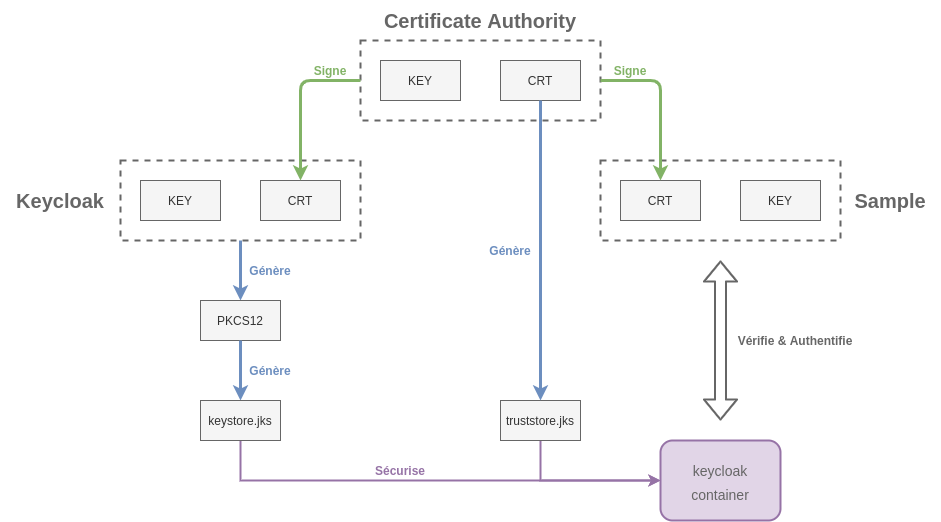 Certificate Authority
Signe
KEY
CRT
Signe
Keycloak
KEY
CRT
CRT
KEY
Sample
Génère
Génère
PKCS12
Vérifie & Authentifie
Génère
keystore.jks
truststore.jks
Sécurise
keycloak
container